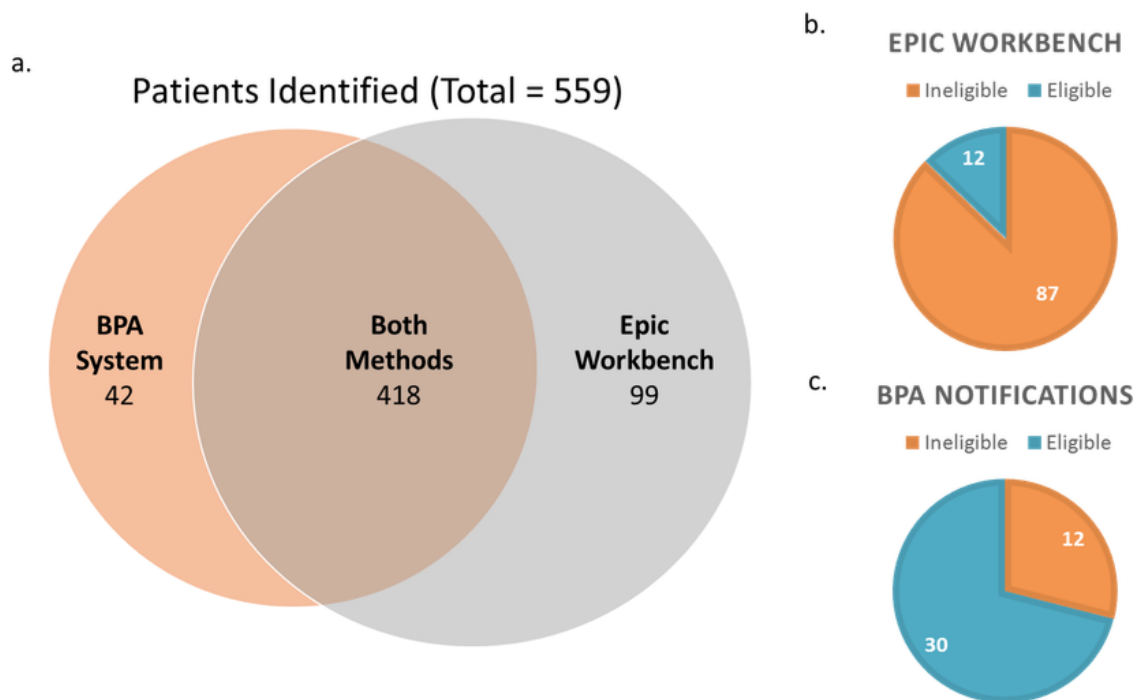 a.
Patients Identified (Total = 559)
BPA
System
42
Both
Methods
418
Epic
Workbench
99
b.
EPIC WORKBENCH
Ineligible Eligible
12
87
c.
BPA NOTIFICATIONS
Ineligible Eligible
12
30